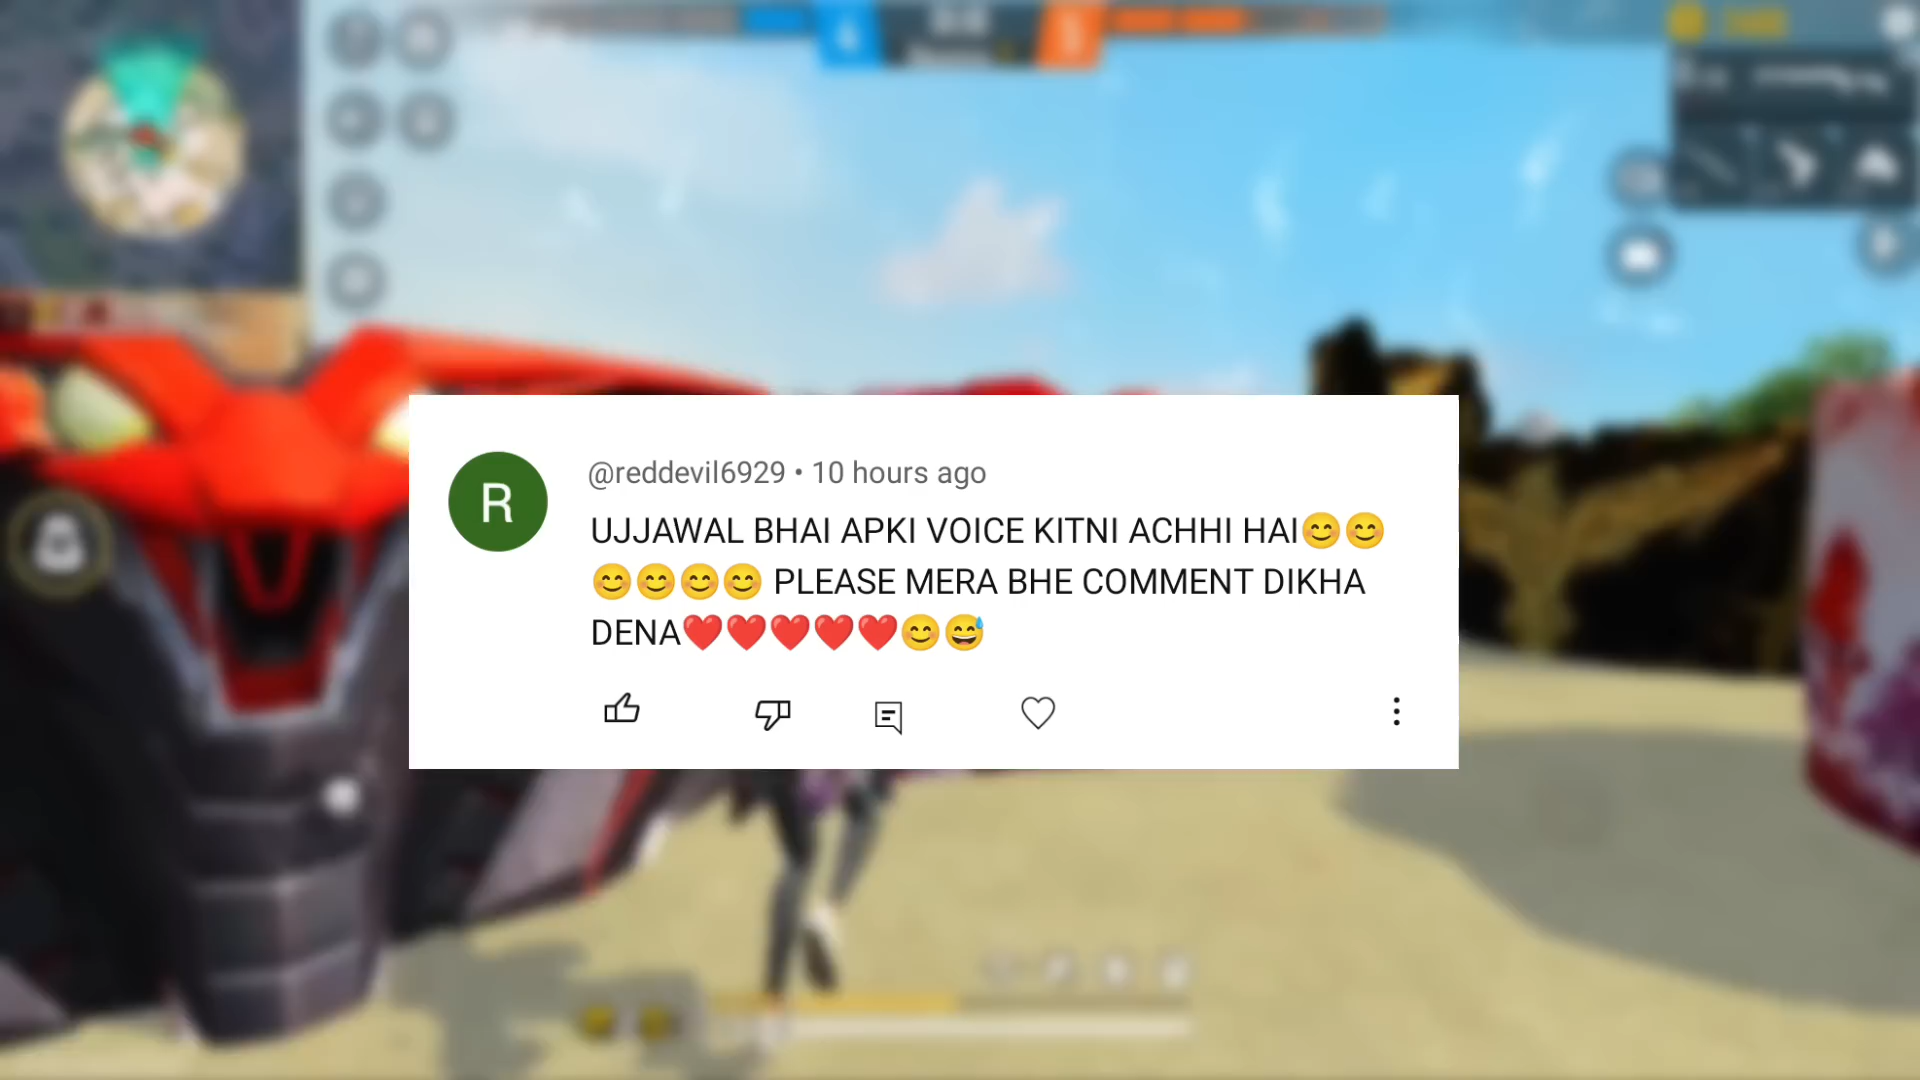 R
@reddevil6929 • 10 hours ago
UJJAWAL BHAI APKI VOICE KITNI ACHHI HAI😊😊
😊😊😊😊 PLEASE MERA BHE COMMENT DIKHA
DENA❤️❤️❤️❤️❤️😊😅